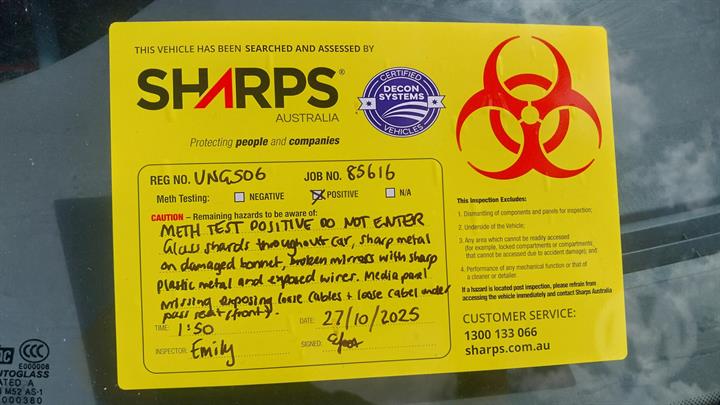 THIS VEHICLE HAS BEEN SEARCHED AND ASSESSED BY
SHARPS®
AUSTRALIA
Protecting people and companies
CERTIFIED
DECON
SYSTEMS
VEHICLES
REG NO. UNG506 JOB NO. 85616
Meth Testing: NEGATIVE POSITIVE N/A
CAUTION – Remaining hazards to be aware of:
METH TEST POSITIVE DO NOT ENTER
Glass shards throughout car, sharp metal
on damaged bonnet, broken mirrors with sharp
plastic metal and exposed wires. Media panel
missing exposing loose cables + loose cabel under
pass seat (front).
TIME: 1:50 DATE: 27/10/2025
INSPECTOR: Emily SIGNED:
This Inspection Excludes:
1. Dismantling of components and panels for inspection;
2. Underside of the Vehicle;
3. Any area which cannot be readily accessed
(for example, locked compartments or compartments
that cannot be accessed due to accident damage); and
4. Performance of any mechanical function or that of
a cleaner or detailer.
If a hazard is located post inspection, please refrain from
accessing the vehicle immediately and contact Sharps Australia
CUSTOMER SERVICE:
1300 133 066
sharps.com.au
CCC
E000008
AUTOGLASS
ATED A
M52 AS-1
000380